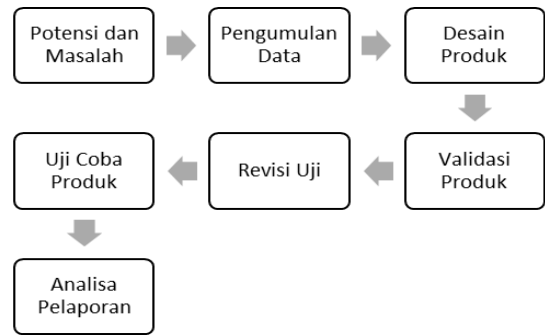 Potensi dan
Masalah
Pengumulan
Data
Desain
Produk
Validasi
Produk
Revisi Uji
Uji Coba
Produk
Analisa
Pelaporan